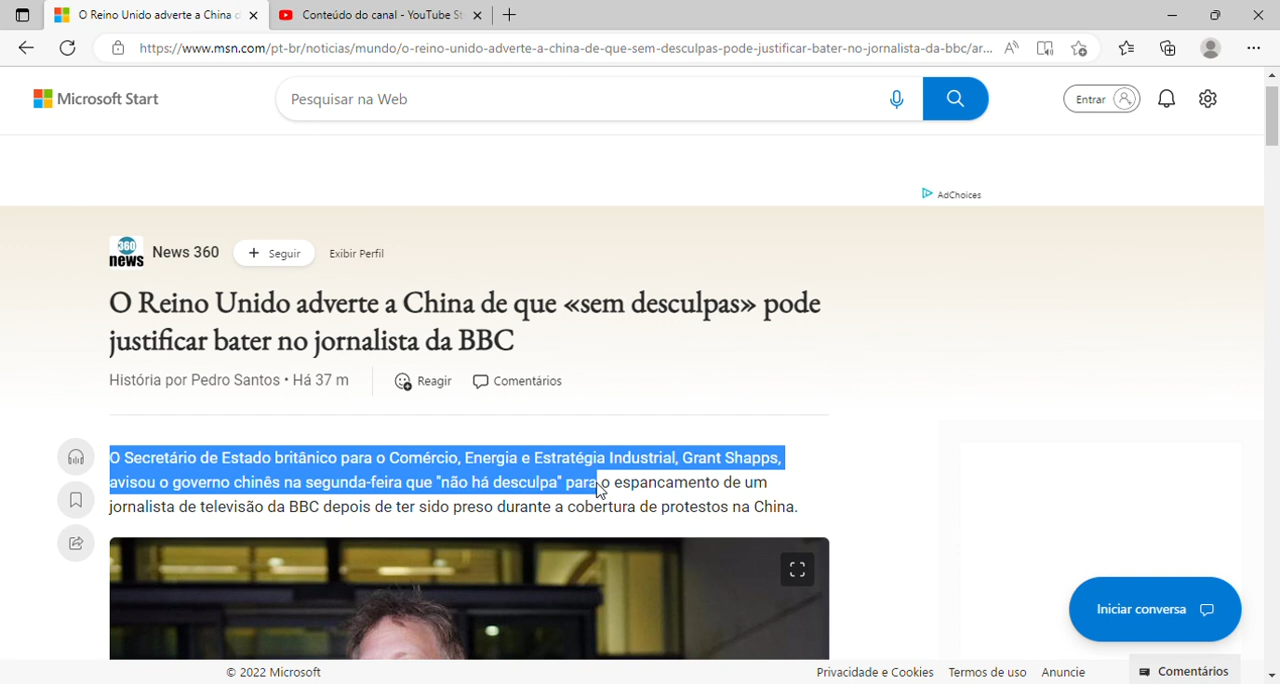 O Reino Unido adverte a China d
Conteúdo do canal - YouTube St
https://www.msn.com/pt-br/noticias/mundo/o-reino-unido-adverte-a-china-de-que-sem-desculpas-pode-justificar-bater-no-jornalista-da-bbc/ar...
Microsoft Start
Pesquisar na Web
Entrar
AdChoices
360 news
News 360
+ Seguir
Exibir Perfil
O Reino Unido adverte a China de que «sem desculpas» pode
justificar bater no jornalista da BBC
História por Pedro Santos • Há 37 m
Reagir
Comentários
O Secretário de Estado britânico para o Comércio, Energia e Estratégia Industrial, Grant Shapps,
avisou o governo chinês na segunda-feira que "não há desculpa" para o espancamento de um
jornalista de televisão da BBC depois de ter sido preso durante a cobertura de protestos na China.
Iniciar conversa
© 2022 Microsoft
Privacidade e Cookies
Termos de uso
Anuncie
Comentários